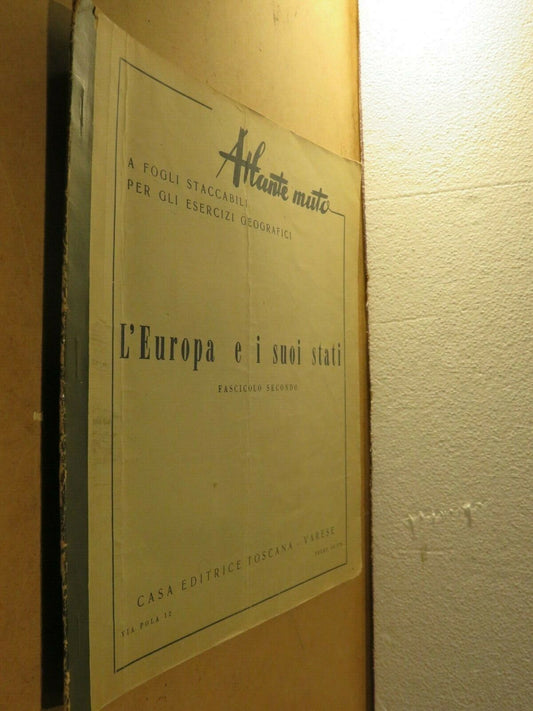 Atlante muto
A FOGLI STACCABILI
PER GLI ESERCIZI GEOGRAFICI
L'Europa e i suoi stati
FASCICOLO SECONDO
CASA EDITRICE TOSCANA - VARESE
VIA POLA 12